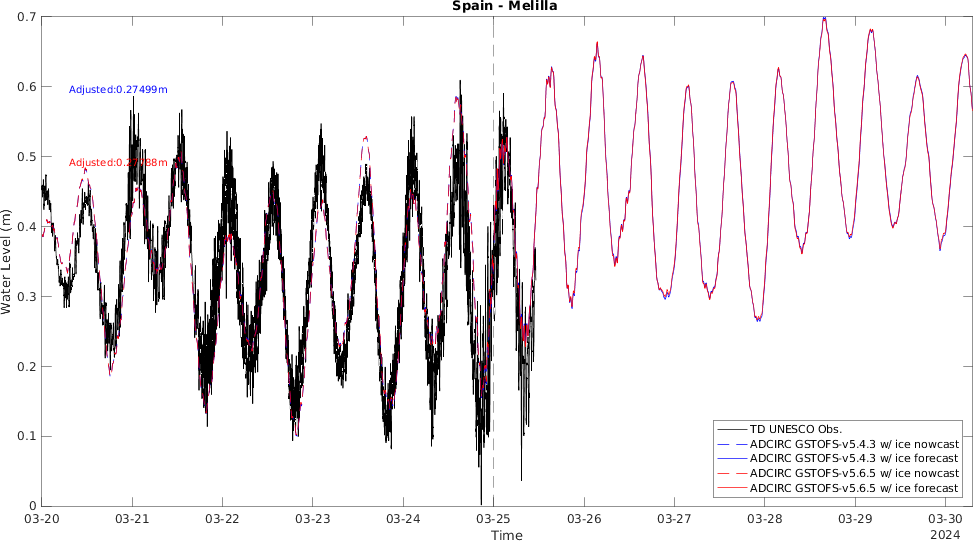 Spain - Melilla
0.7
0.6
0.5
0.4
0.3
0.2
0.1
0
Water Level (m)
Adjusted:0.27499m
03-20
03-21
03-22
03-23
03-24
03-25
03-26
03-27
03-28
03-29
03-30
2024
Time
TD UNESCO Obs.
ADCIRC GSTOFS-v5.4.3 w/ ice nowcast
ADCIRC GSTOFS-v5.4.3 w/ ice forecast
ADCIRC GSTOFS-v5.6.5 w/ ice nowcast
ADCIRC GSTOFS-v5.6.5 w/ ice forecast